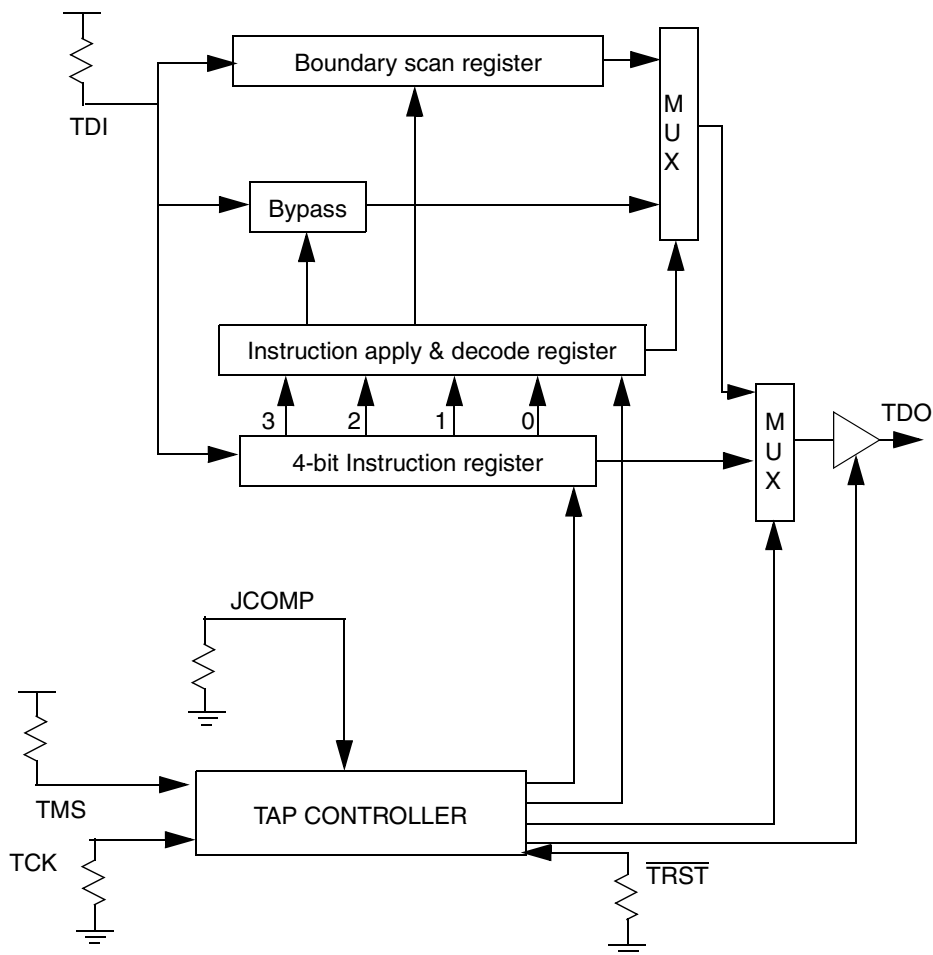 Boundary scan register
M
U
X
TDI
Bypass
Instruction apply & decode register
3 2 1 0
4-bit Instruction register
M
U
X
TDO
JCOMP
TMS
TAP CONTROLLER
TCK
TRST